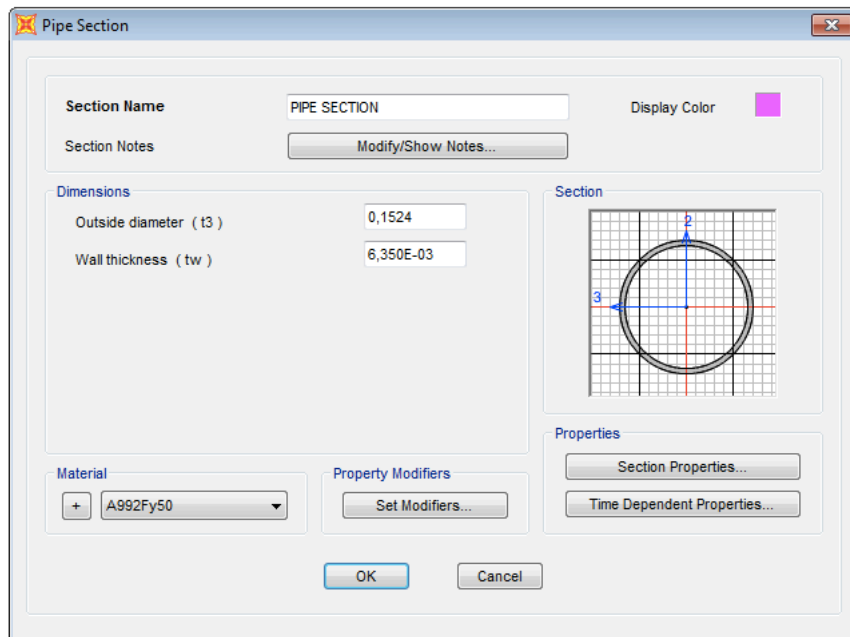 Pipe Section
Section Name PIPE SECTION Display Color
Section Notes Modify/Show Notes...
Dimensions
Outside diameter ( t3 ) 0,1524
Wall thickness ( tw ) 6,350E-03
Section
2
3
Properties
Section Properties...
Time Dependent Properties...
Material
+ A992Fy50
Property Modifiers
Set Modifiers...
OK Cancel